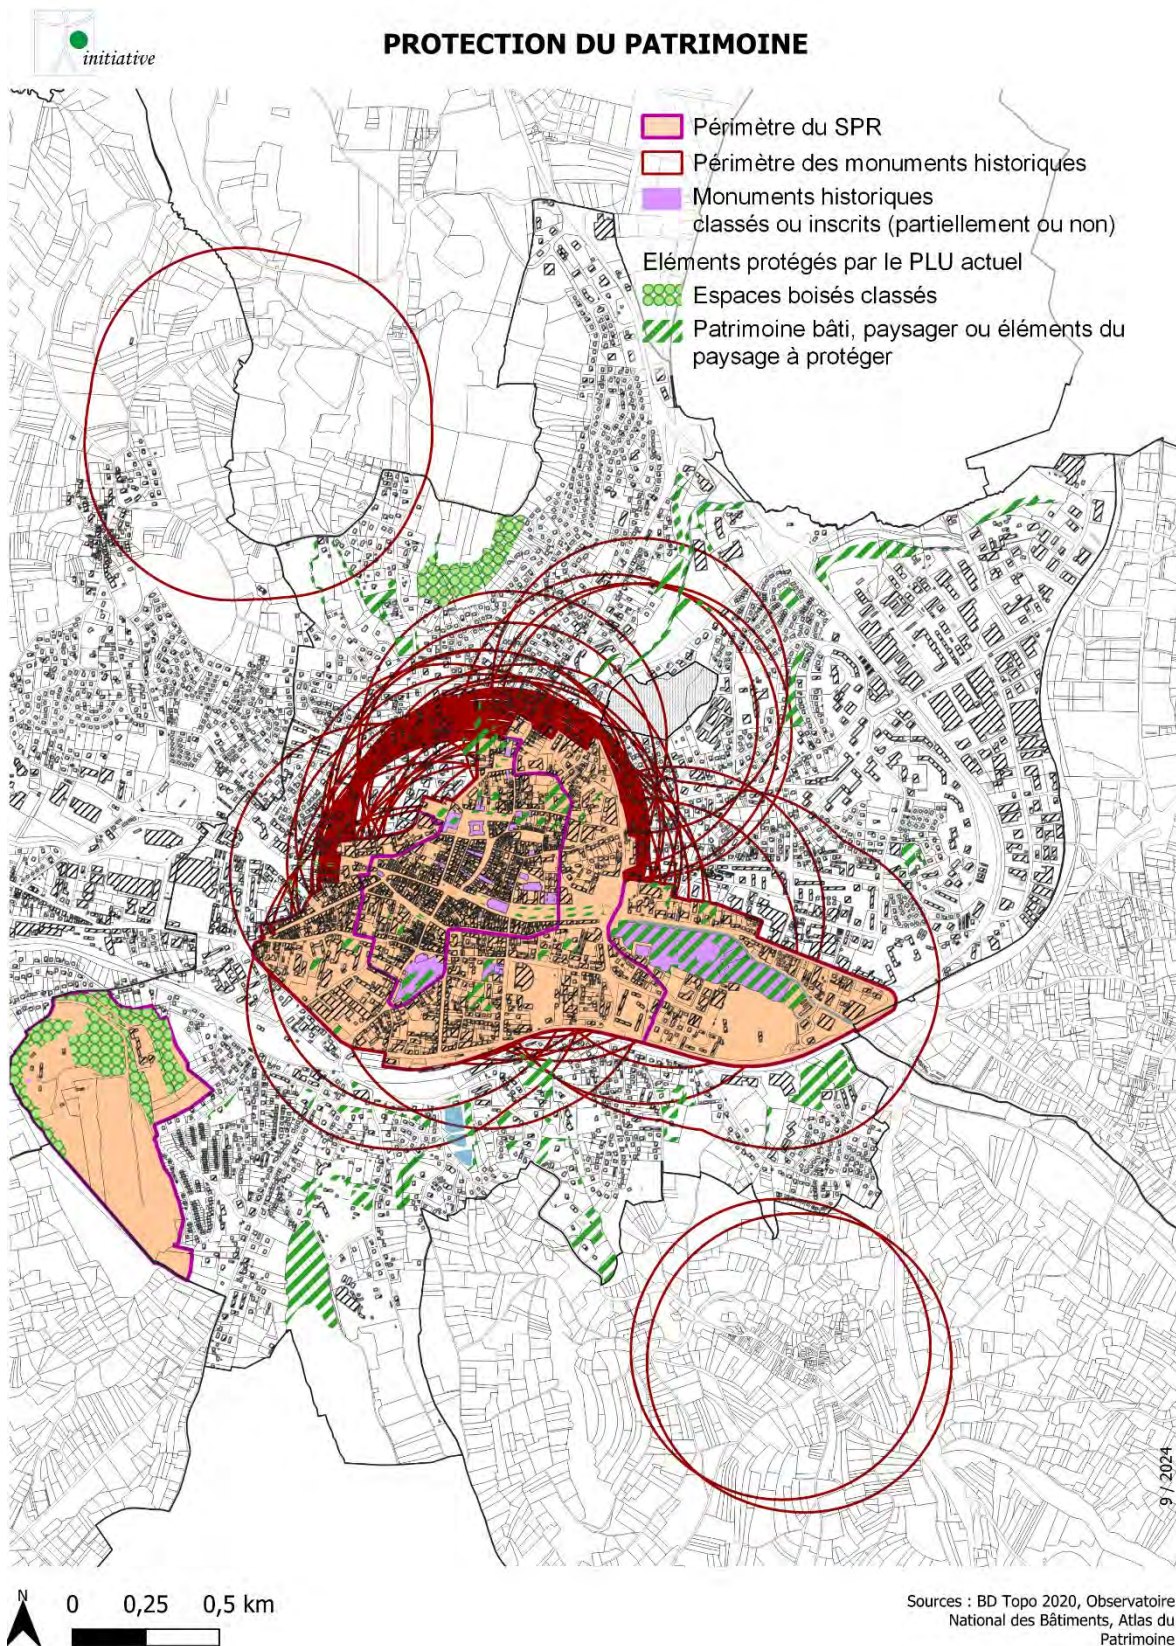 initiative
PROTECTION DU PATRIMOINE
Périmètre du SPR
Périmètre des monuments historiques
Monuments historiques
classés ou inscrits (partiellement ou non)
Eléments protégés par le PLU actuel
Espaces boisés classés
Patrimoine bâti, paysager ou éléments du
paysage à protéger
9 / 2024
N
0 0,25 0,5 km
Sources : BD Topo 2020, Observatoire
National des Bâtiments, Atlas du
Patrimoine